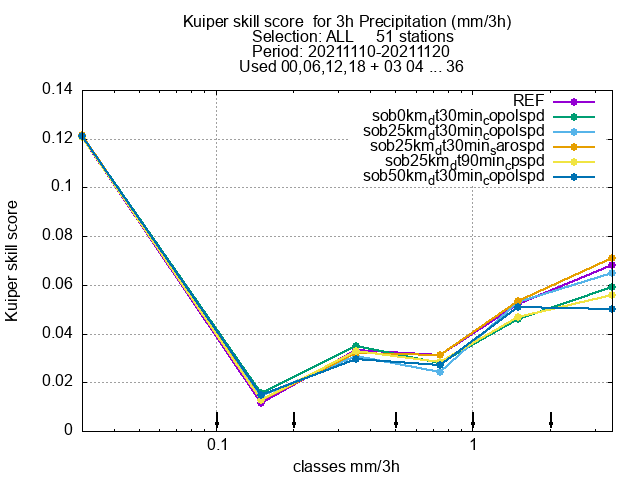 Kuiper skill score  for 3h Precipitation (mm/3h)
Selection: ALL     51 stations
Period: 20211110-20211120
Used 00,06,12,18 + 03 04 ... 36
0.14
0.12
0.1
0.08
0.06
0.04
0.02
0
Kuiper skill score
REF
sob0km_dt30min_copolspd
sob25km_dt30min_copolspd
sob25km_dt30min_sarospd
sob25km_dt90min_cpspd
sob50km_dt30min_copolspd
0.1 1
classes mm/3h